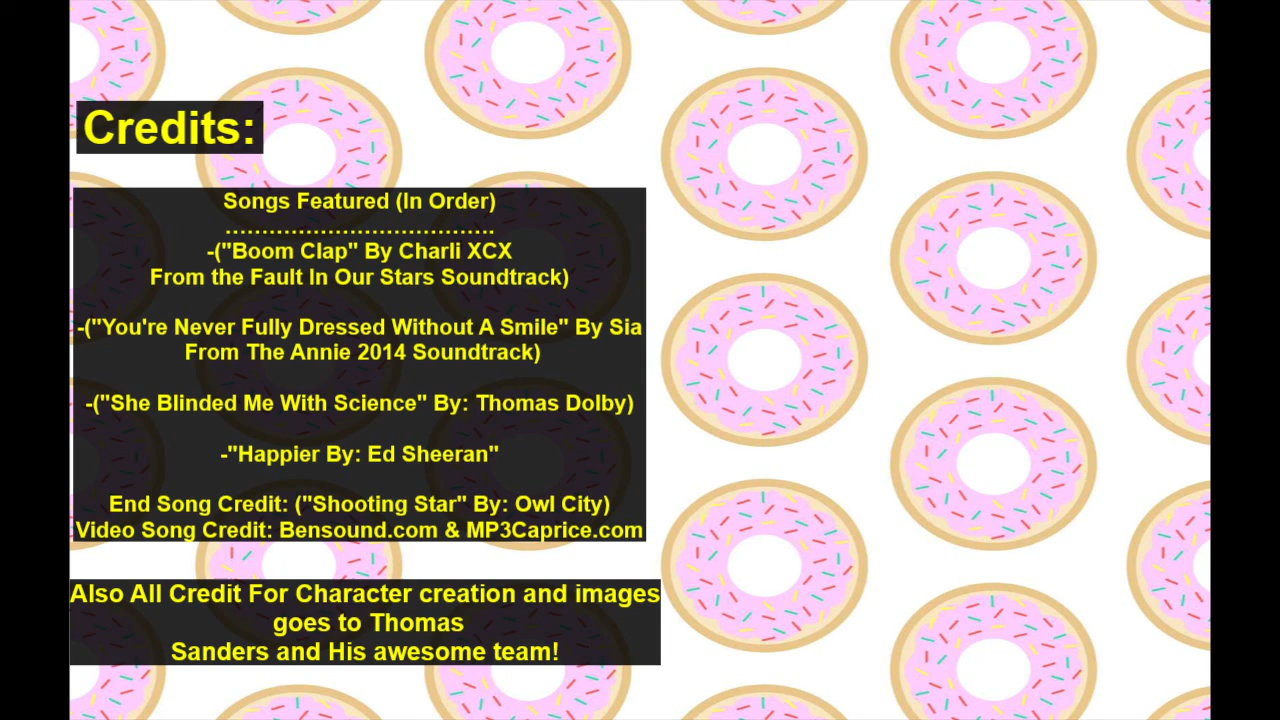 Credits:
Songs Featured (In Order)
......................................
-("Boom Clap" By Charli XCX
From the Fault In Our Stars Soundtrack)
-("You're Never Fully Dressed Without A Smile" By Sia
From The Annie 2014 Soundtrack)
-("She Blinded Me With Science" By: Thomas Dolby)
-"Happier By: Ed Sheeran"
End Song Credit: ("Shooting Star" By: Owl City)
Video Song Credit: Bensound.com & MP3Caprice.com
Also All Credit For Character creation and images
goes to Thomas
Sanders and His awesome team!